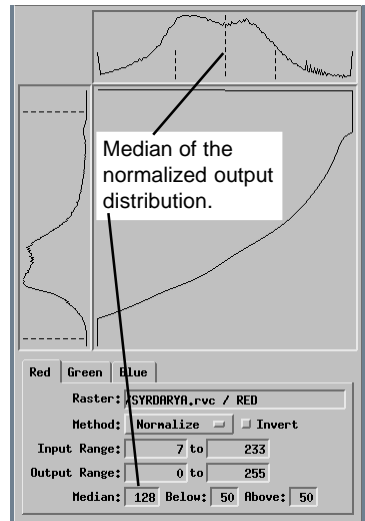 Median of the
normalized output
distribution.
Red Green Blue
Raster: /SYRDARYA.rvc / RED
Method: Normalize Invert
Input Range: 7 to 233
Output Range: 0 to 255
Median: 128 Below: 50 Above: 50